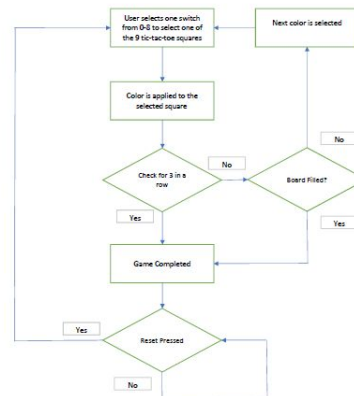 User selects one switch
from 0-8 to select one of
the 9 tic-tac-toe squares
Next color is selected
Color is applied to the
selected square
Check for 3 in a
row
No
Board Filled?
No
Yes
Yes
Game Completed
Reset Pressed
Yes
No